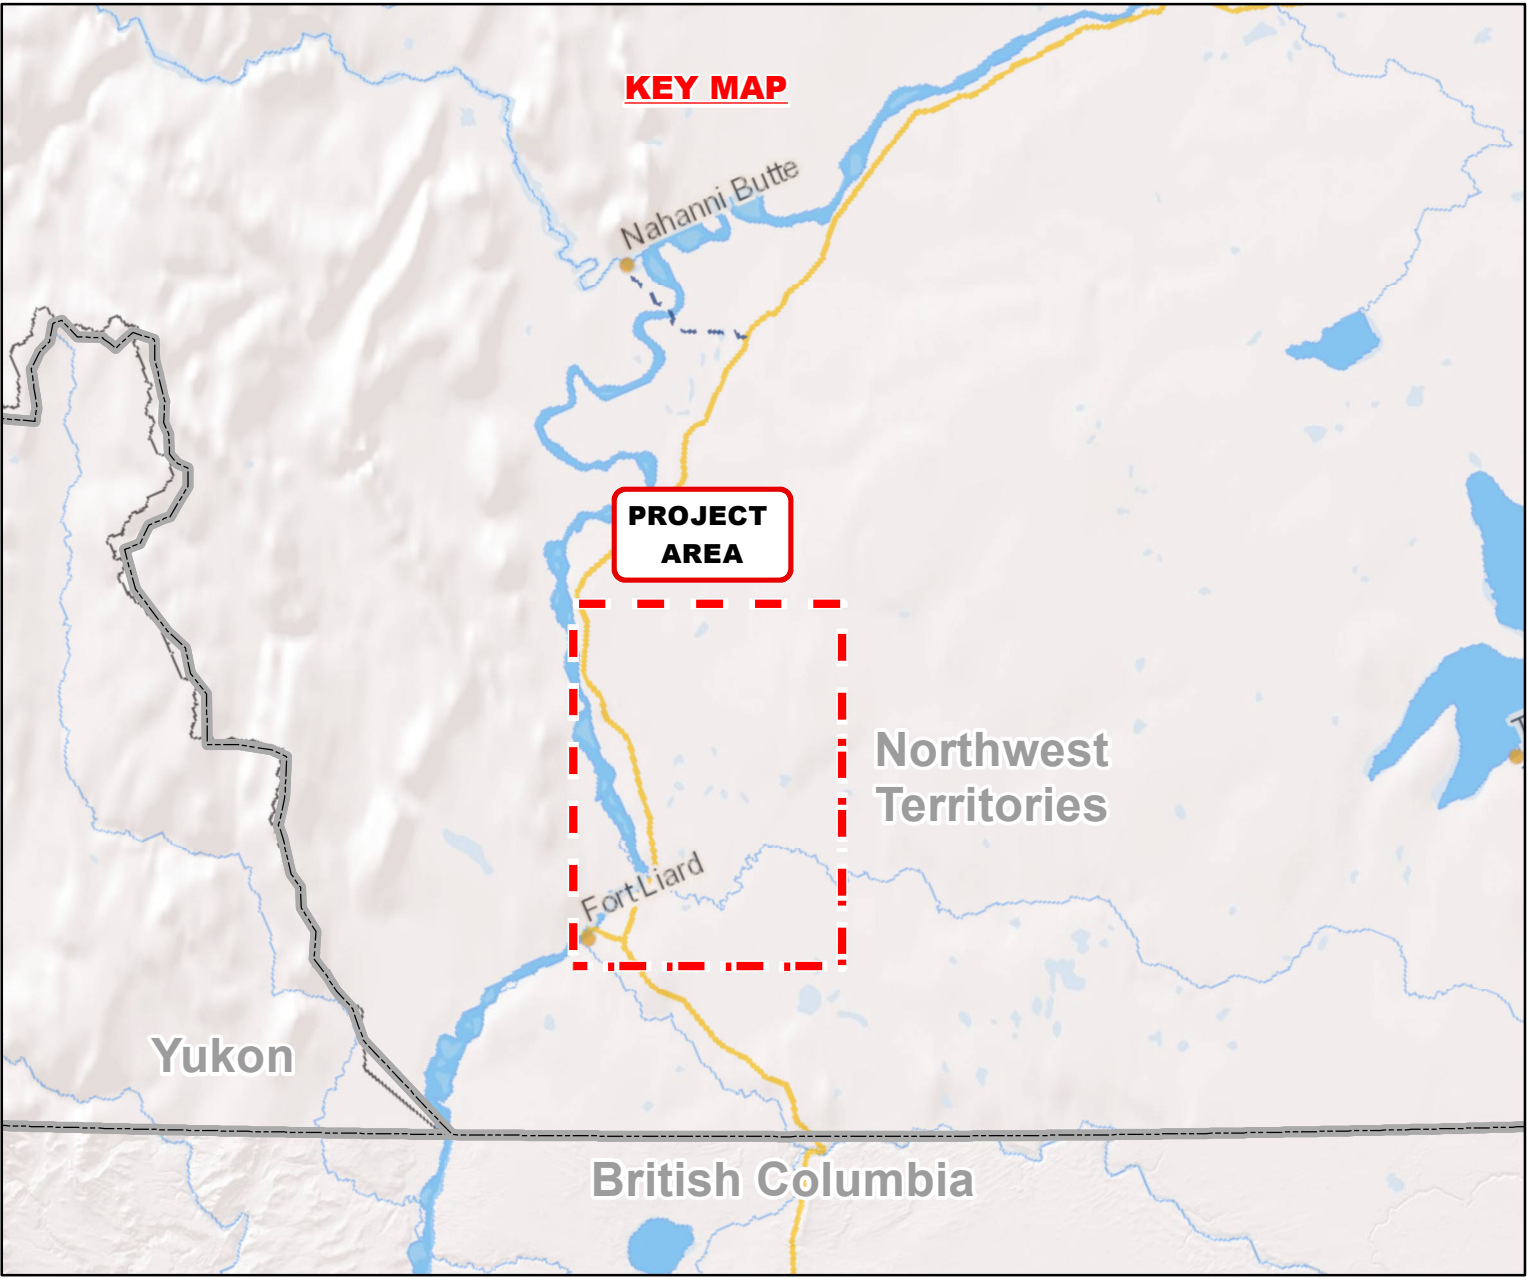 KEY MAP
Nahanni Butte
PROJECT
AREA
Northwest
Territories
Fort Liard
Yukon
British Columbia